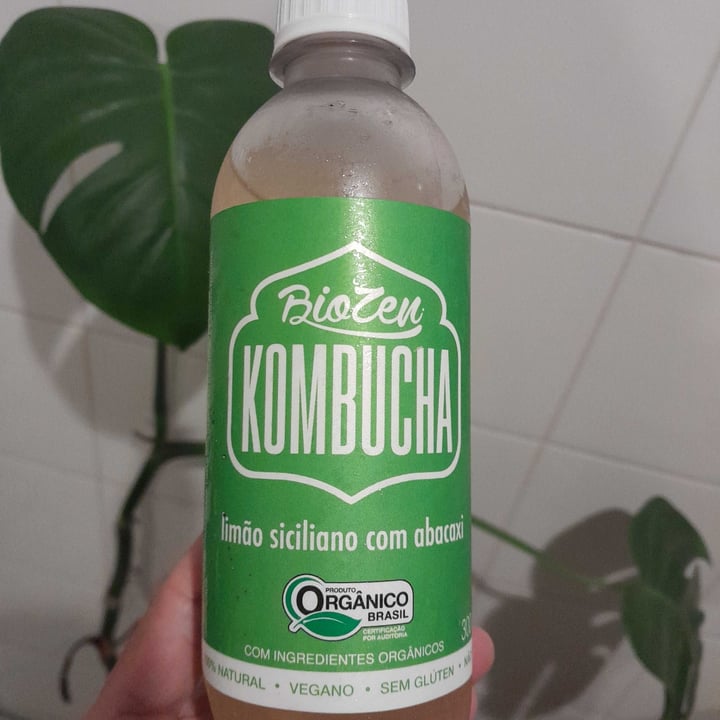 BioZen
KOMBUCHA
limão siciliano com abacaxi
PRODUTO
ORGÂNICO
BRASIL
CERTIFICAÇÃO
POR AUDITORIA
COM INGREDIENTES ORGÂNICOS
NATURAL • VEGANO • SEM GLÚTEN •